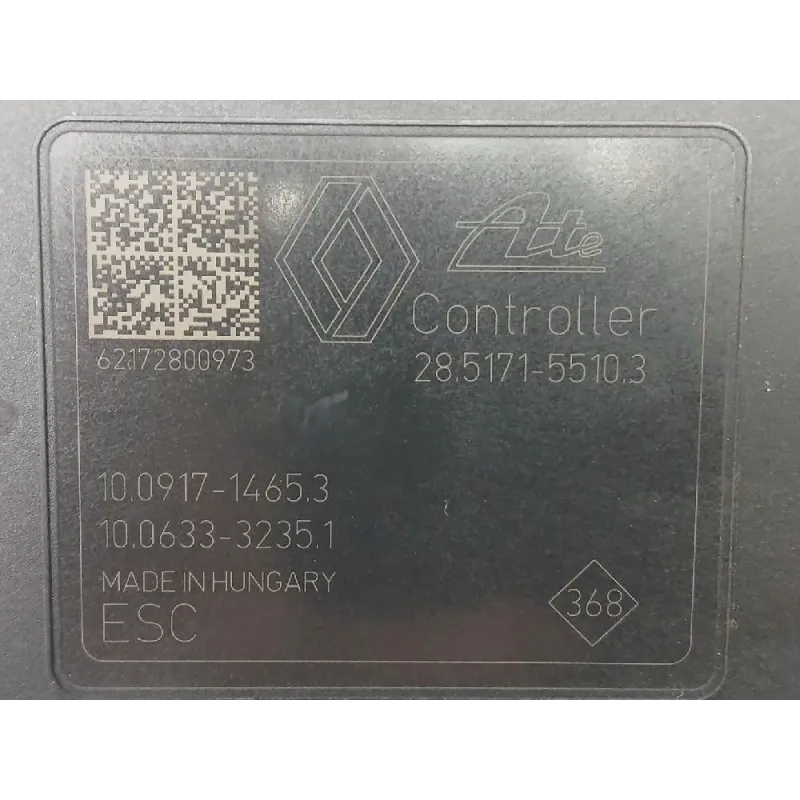 Ate
Controller
62172800973
28.5171-5510.3
10.0917-1465.3
10.0633-3235.1
MADE IN HUNGARY
ESC
368